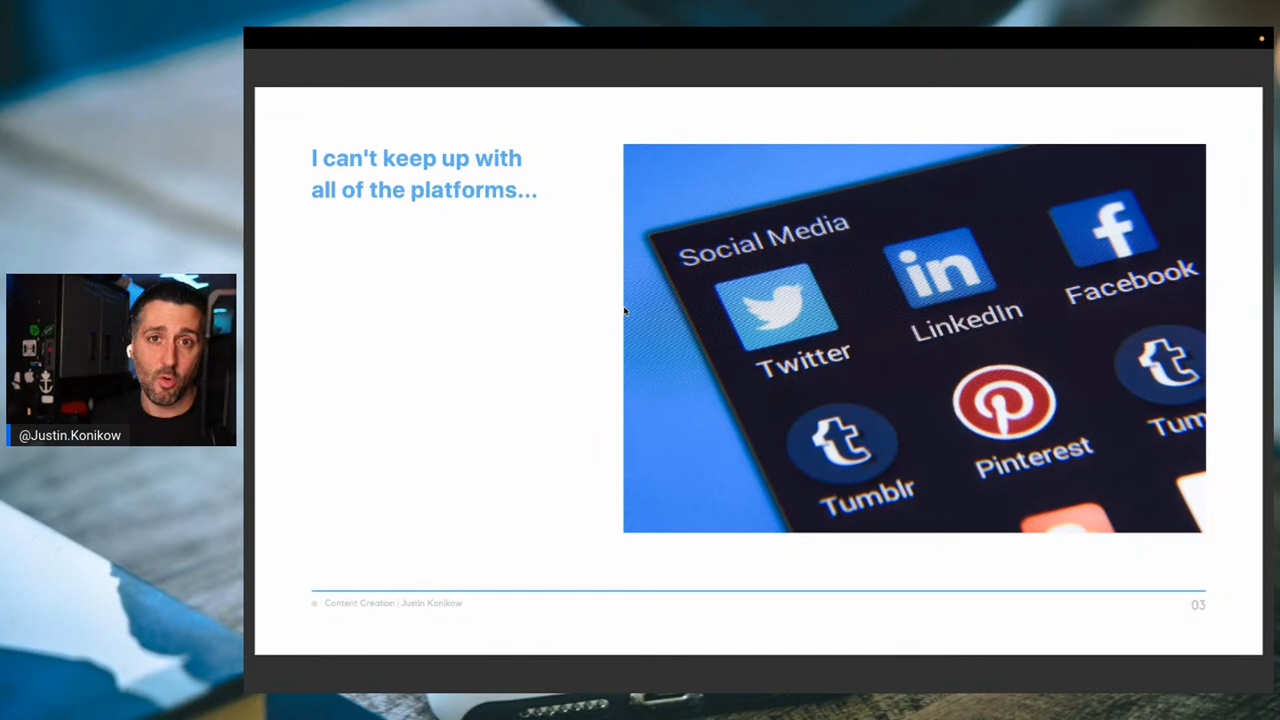 I can't keep up with
all of the platforms...
Social Media
Twitter
LinkedIn
Facebook
Tumblr
Pinterest
Tum
@Justin.Konikow
Content Creation | Justin Konikow
03